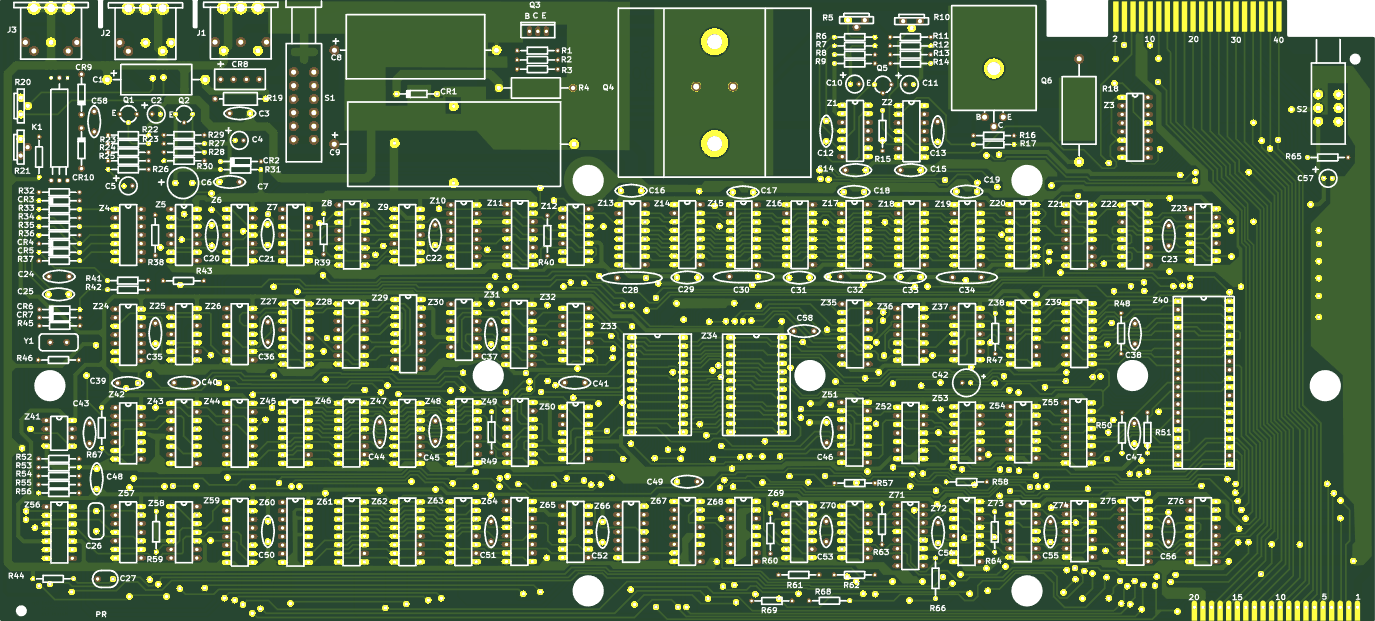 J3 J2 J1 Q3 R5 R10
B C E
2 10 20 30 40
C8 R1 R6 R11
R2 R7 R12
R3 R8 R13
R9 R14
CR9 CR8 Q5 Q6
R20 C1 R4 Q4 C10 E C11 R18
S1 CR1
R19
C58 Q1 C2 Q2 Z1 Z2 Z3 S2
E E C3 B E
C
K1 R22 R29 R16
R23 R27 R17
R24 C4 R28
R25 C9 C12 R15 C13
R21 R26 R30 CR2 R65
R31 R14 C15
CR10 C5 C6 C7 C57
R32 C16 C17 C18 C19
CR3
R33 Z4 Z5 Z6 Z7 Z8 Z9 Z10 Z11 Z12 Z13 Z14 Z15 Z16 Z17 Z18 Z19 Z20 Z21 Z22 Z23
R34
R35
R36
CR4
CR5
R37 R38 C20 C21 R39 C22 R40 C23
C24 R41 R43
R42 C28 C29 C30 C31 C32 C33 C34
C25
CR6 Z24 Z25 Z26 Z27 Z28 Z29 Z30 Z31 Z32 Z33 Z34 C58 Z35 Z36 Z37 Z38 Z39 R48 Z40
CR7
R45
Y1
R46 C35 C36 C37 R47 C38
C39 C40 C41 C42
Z41 C43 Z42 Z43 Z44 Z45 Z46 Z47 Z48 Z49 Z50 Z51 Z52 Z53 Z54 Z55
R50 R51
R67 C44 C45 R49 C46 C47
R52
R53
R54
R55
R56 C48 C49 R57 R58
Z56 Z57 R58 Z59 Z60 Z61 Z62 Z63 Z64 Z65 Z66 Z67 Z68 Z69 Z70 Z71 Z72 Z73 Z74 Z75 Z76
C26 R59 C50 C51 C52 R60 C53 R63 R64 C55 C56
R44 C27 R61 R62
R69 R68 R66
PR
20 15 10 5 1